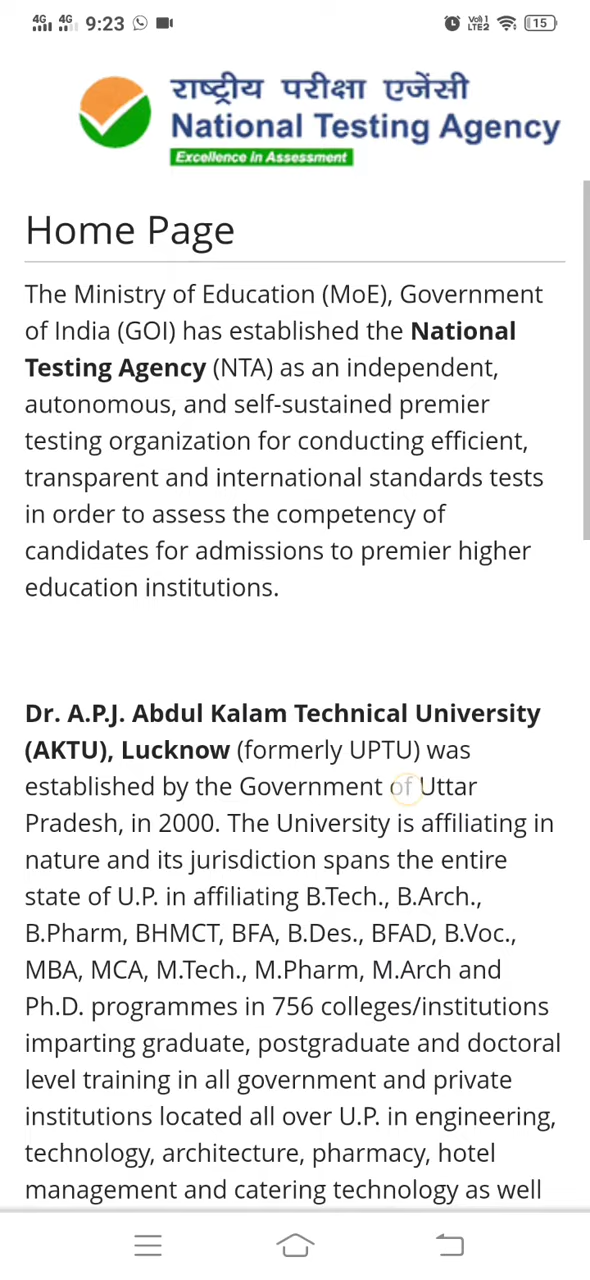 4G 4G 9:23 Vo) 1 LTE2 15
राष्ट्रीय परीक्षा एजेंसी
National Testing Agency
Excellence in Assessment
Home Page
The Ministry of Education (MoE), Government
of India (GOI) has established the National
Testing Agency (NTA) as an independent,
autonomous, and self-sustained premier
testing organization for conducting efficient,
transparent and international standards tests
in order to assess the competency of
candidates for admissions to premier higher
education institutions.
Dr. A.P.J. Abdul Kalam Technical University
(AKTU), Lucknow (formerly UPTU) was
established by the Government of Uttar
Pradesh, in 2000. The University is affiliating in
nature and its jurisdiction spans the entire
state of U.P. in affiliating B.Tech., B.Arch.,
B.Pharm, BHMCT, BFA, B.Des., BFAD, B.Voc.,
MBA, MCA, M.Tech., M.Pharm, M.Arch and
Ph.D. programmes in 756 colleges/institutions
imparting graduate, postgraduate and doctoral
level training in all government and private
institutions located all over U.P. in engineering,
technology, architecture, pharmacy, hotel
management and catering technology as well